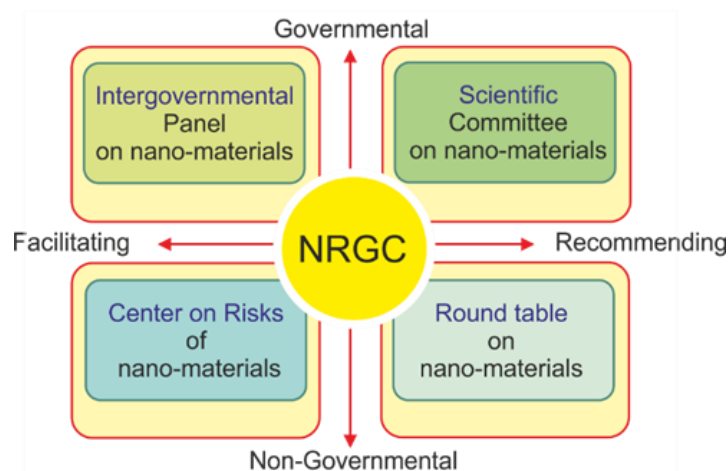 Governmental
Intergovernmental
Panel
on nano-materials
Scientific
Committee
on nano-materials
Facilitating
NRGC
Recommending
Center on Risks
of
nano-materials
Round table
on
nano-materials
Non-Governmental